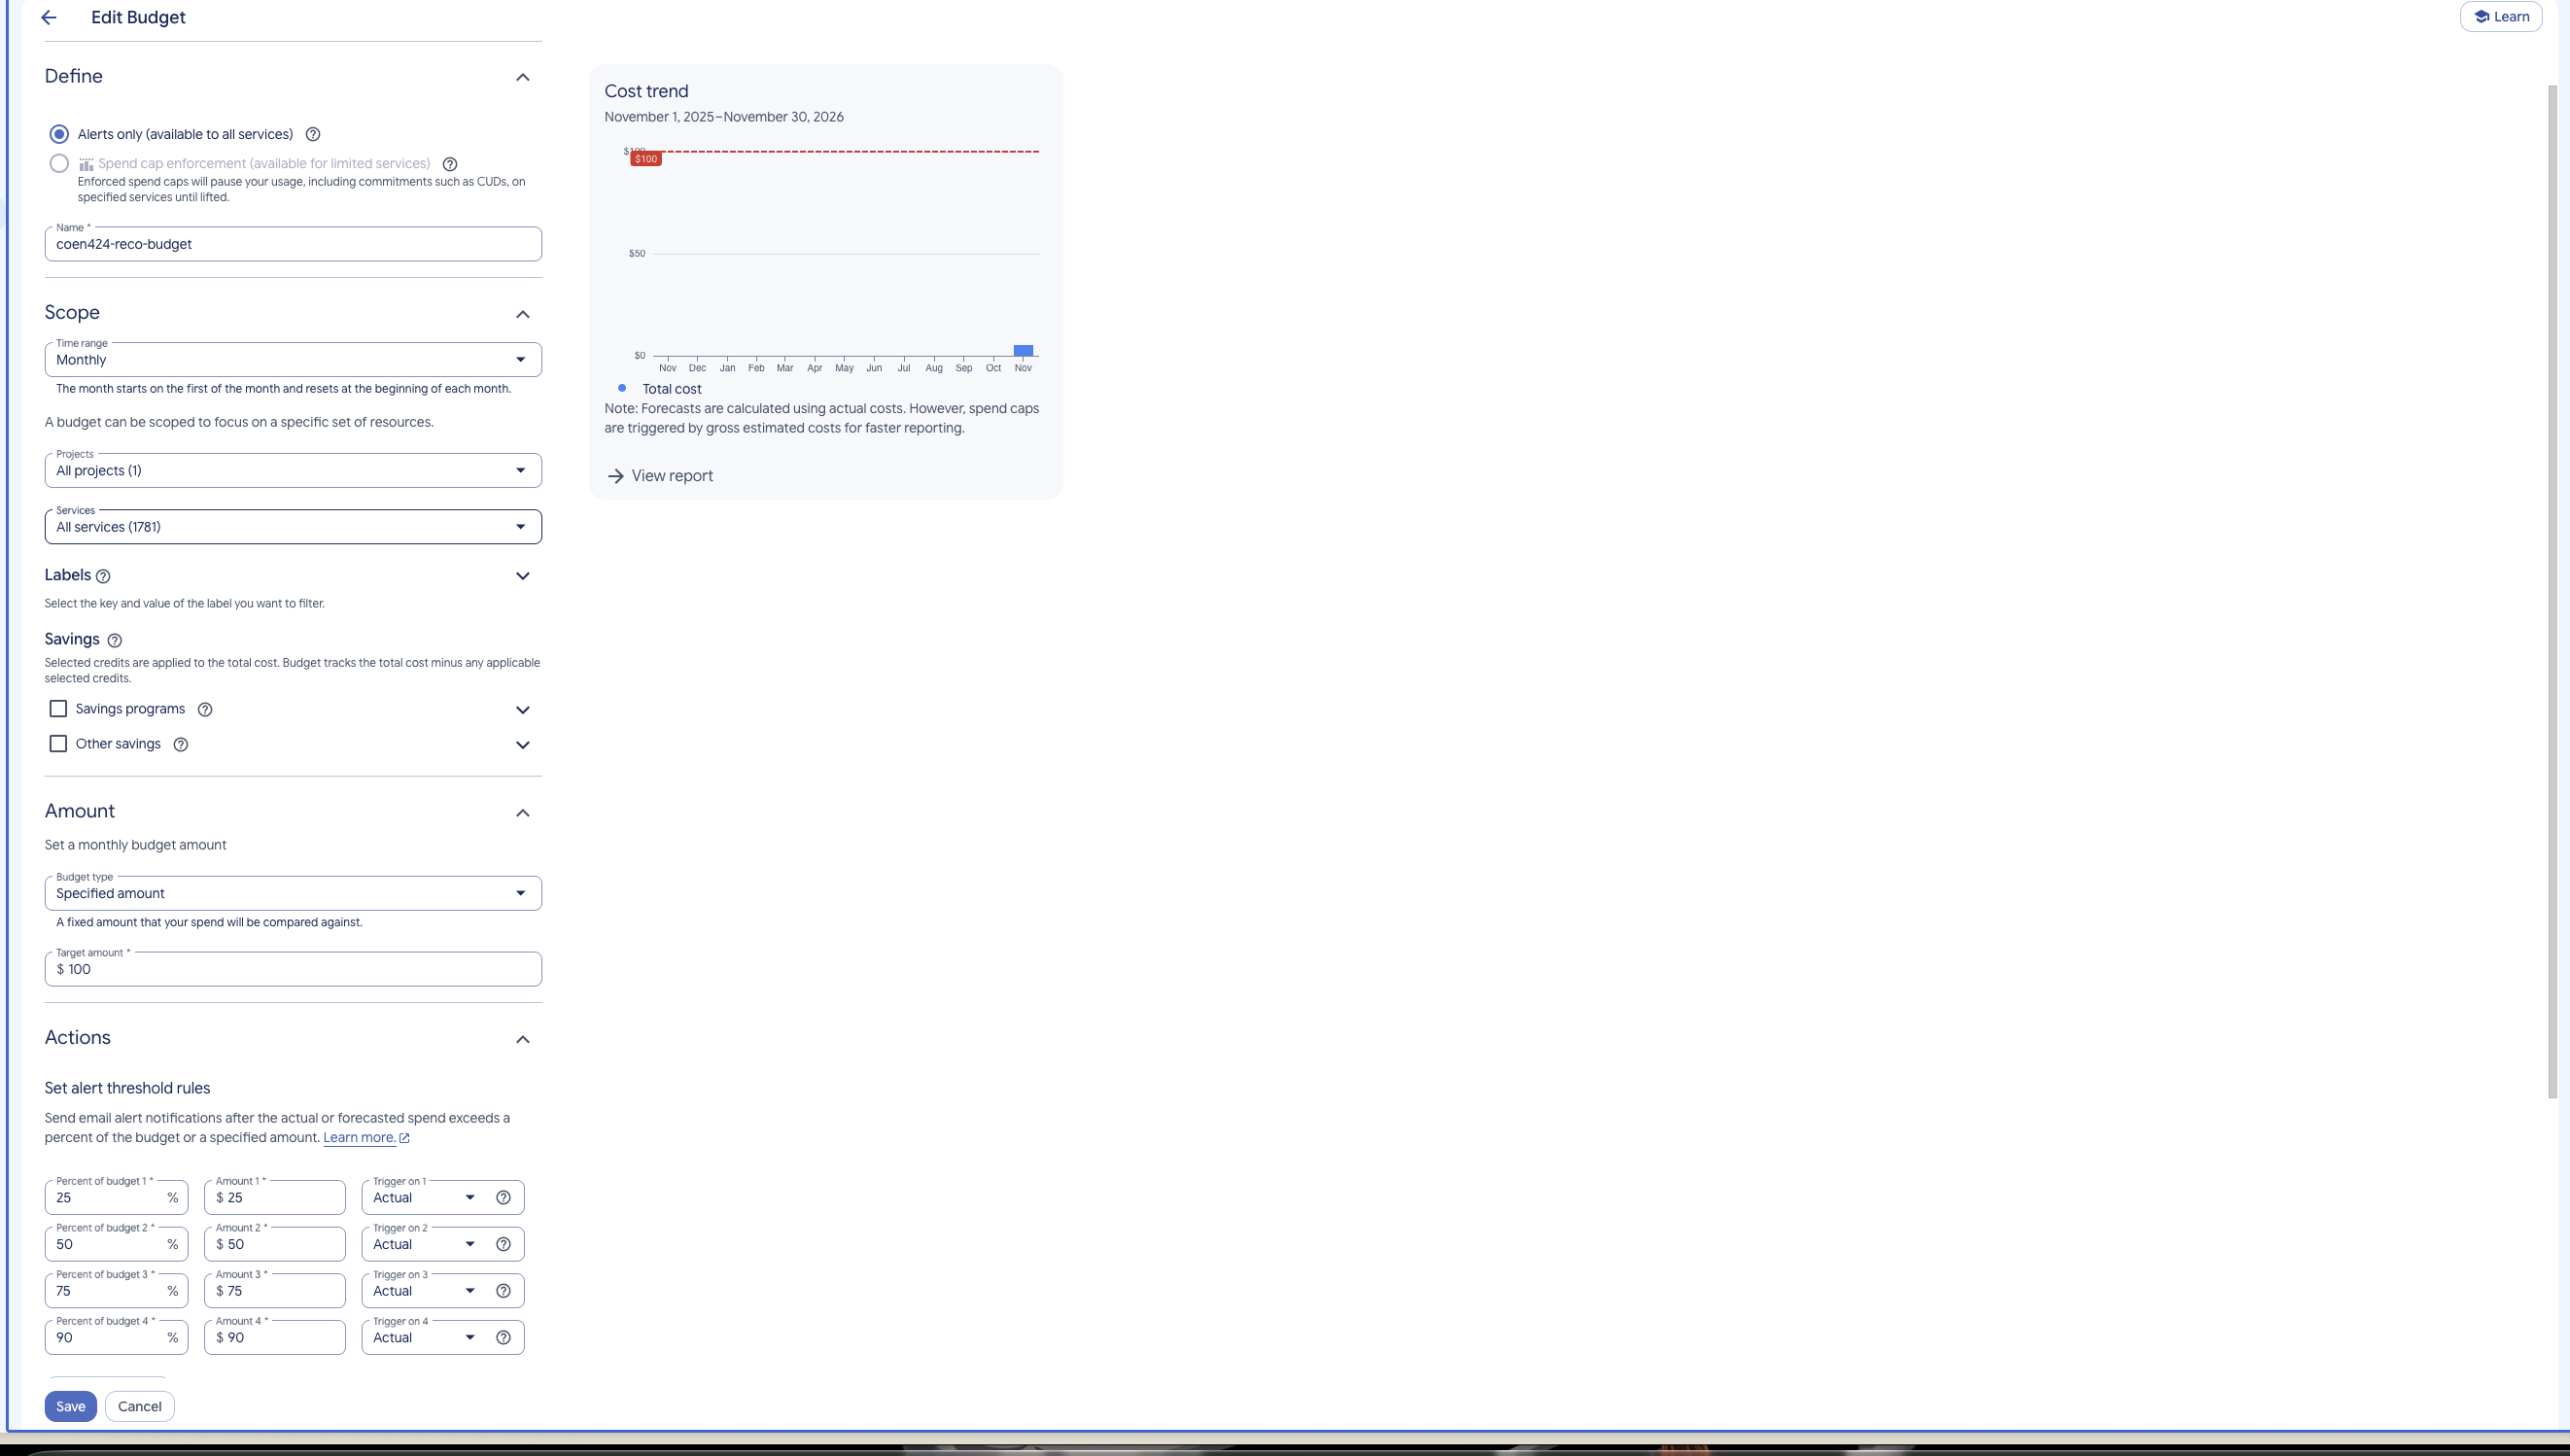 Edit Budget
Learn
Define
Alerts only (available to all services)
Spend cap enforcement (available for limited services)
Enforced spend caps will pause your usage, including commitments such as CUDs, on
specified services until lifted.
Name *
coen424-reco-budget
Scope
Time range
Monthly
The month starts on the first of the month and resets at the beginning of each month.
A budget can be scoped to focus on a specific set of resources.
Projects
All projects (1)
Services
All services (1781)
Labels
Select the key and value of the label you want to filter.
Savings
Selected credits are applied to the total cost. Budget tracks the total cost minus any applicable
selected credits.
Savings programs
Other savings
Amount
Set a monthly budget amount
Budget type
Specified amount
A fixed amount that your spend will be compared against.
Target amount *
$ 100
Actions
Set alert threshold rules
Send email alert notifications after the actual or forecasted spend exceeds a
percent of the budget or a specified amount. Learn more.
Percent of budget 1 * Amount 1 * Trigger on 1
25 % $ 25 Actual
Percent of budget 2 * Amount 2 * Trigger on 2
50 % $ 50 Actual
Percent of budget 3 * Amount 3 * Trigger on 3
75 % $ 75 Actual
Percent of budget 4 * Amount 4 * Trigger on 4
90 % $ 90 Actual
Save Cancel
Cost trend
November 1, 2025–November 30, 2026
$100
$100
$50
$0
Nov Dec Jan Feb Mar Apr May Jun Jul Aug Sep Oct Nov
Total cost
Note: Forecasts are calculated using actual costs. However, spend caps
are triggered by gross estimated costs for faster reporting.
View report